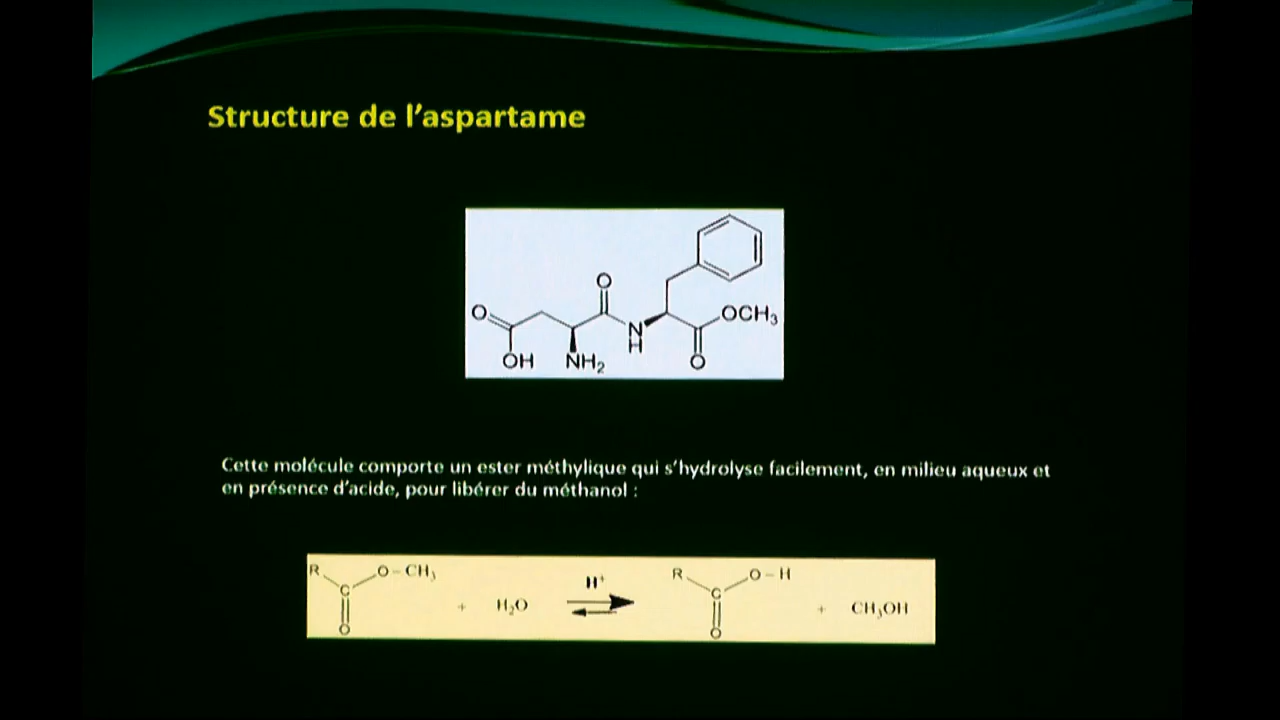 Structure de l’aspartame
O
O
OCH₃
N
H
OH
NH₂
O
Cette molécule comporte un ester méthylique qui s’hydrolyse facilement, en milieu aqueux et
en présence d’acide, pour libérer du méthanol :
R
O – CH₃
C
O
+
H₂O
H⁺
R
O – H
C
O
+
CH₃OH